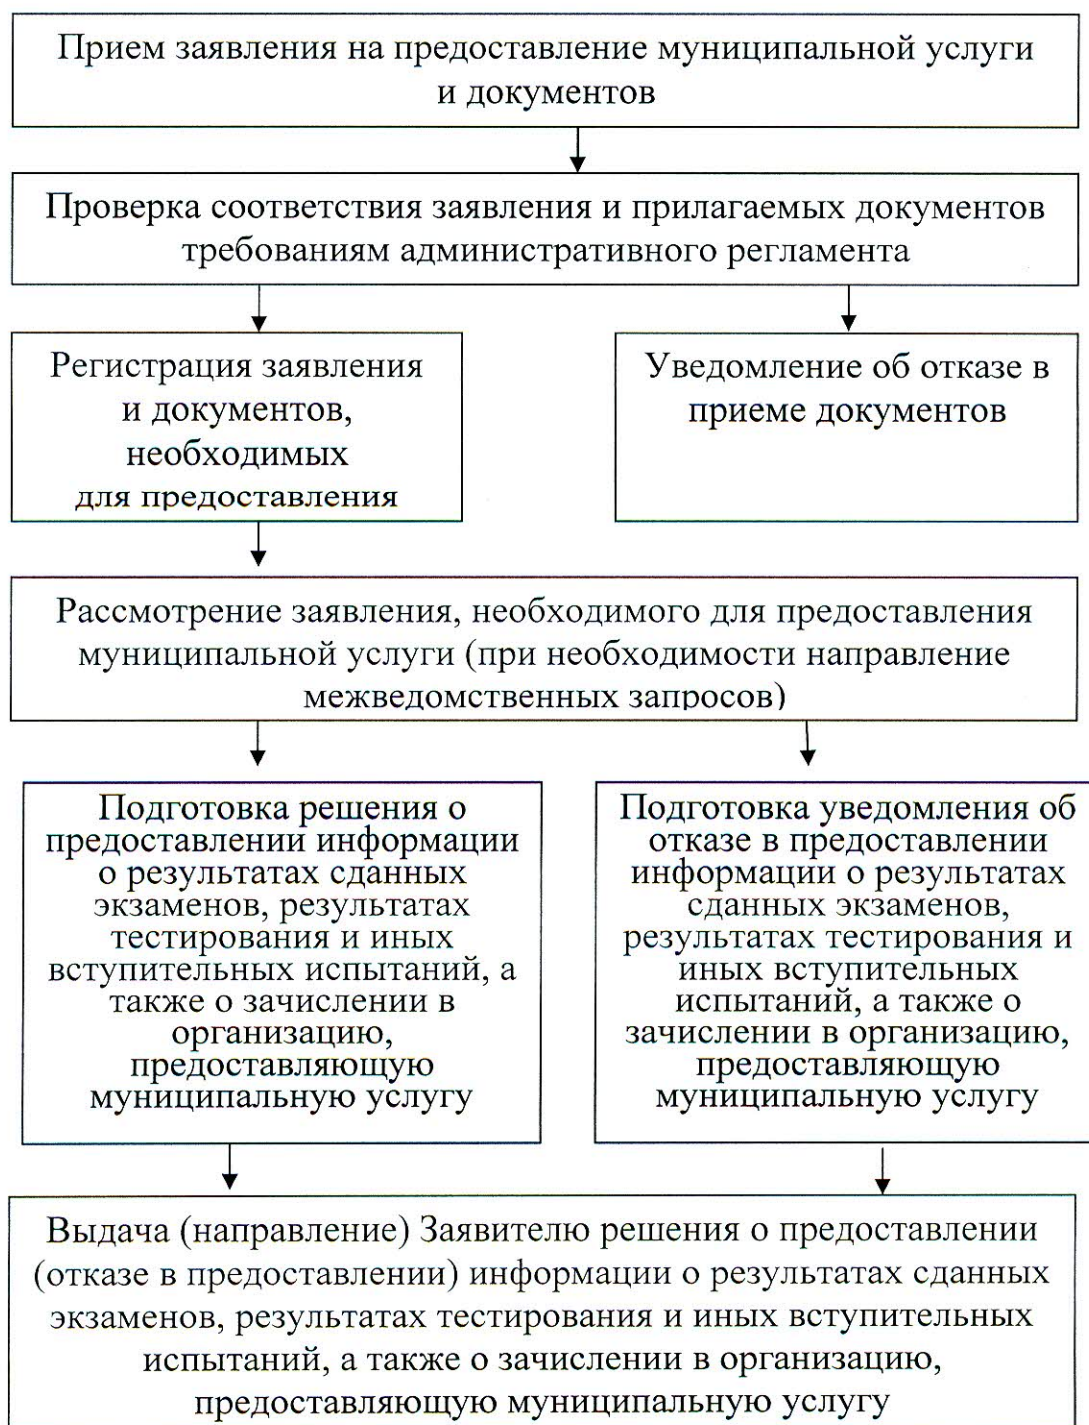 Прием заявления на предоставление муниципальной услуги
и документов
Проверка соответствия заявления и прилагаемых документов
требованиям административного регламента
Регистрация заявления
и документов,
необходимых
для предоставления
Уведомление об отказе в
приеме документов
Рассмотрение заявления, необходимого для предоставления
муниципальной услуги (при необходимости направление
межведомственных запросов)
Подготовка решения о
предоставлении информации
о результатах сданных
экзаменов, результатах
тестирования и иных
вступительных испытаний, а
также о зачислении в
организацию,
предоставляющую
муниципальную услугу
Подготовка уведомления об
отказе в предоставлении
информации о результатах
сданных экзаменов,
результатах тестирования и
иных вступительных
испытаний, а также о
зачислении в организацию,
предоставляющую
муниципальную услугу
Выдача (направление) Заявителю решения о предоставлении
(отказе в предоставлении) информации о результатах сданных
экзаменов, результатах тестирования и иных вступительных
испытаний, а также о зачислении в организацию,
предоставляющую муниципальную услугу